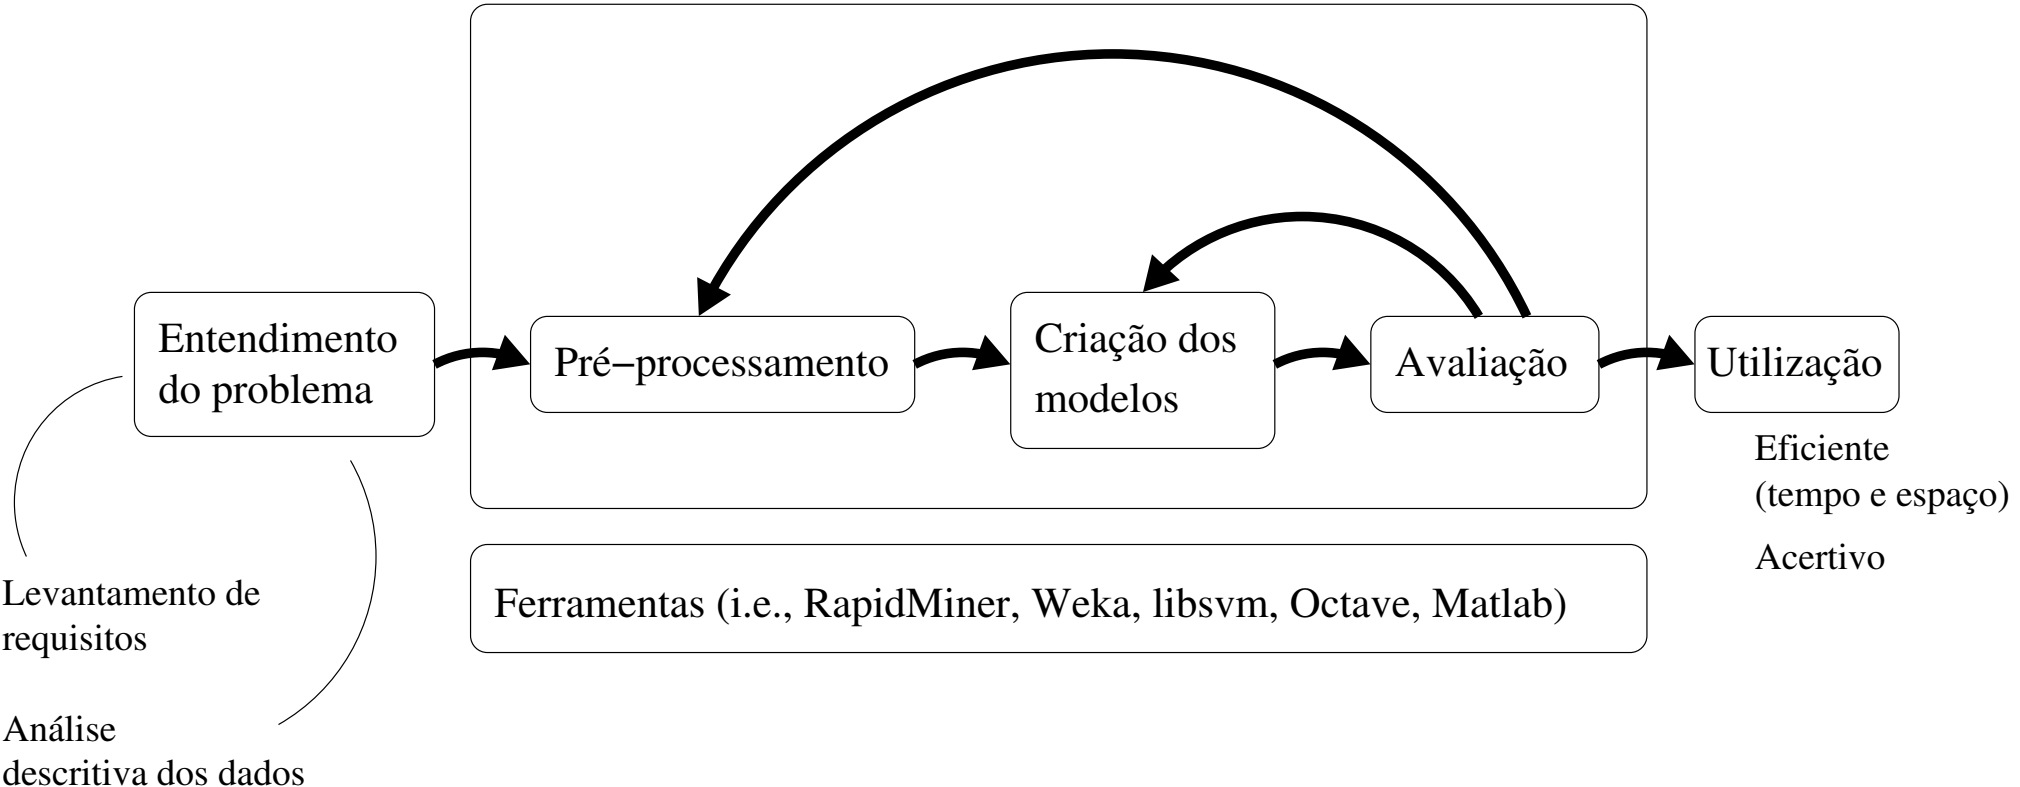 Entendimento
do problema
Pré−processamento
Criação dos
modelos
Avaliação
Utilização
Eficiente
(tempo e espaço)
Acertivo
Ferramentas (i.e., RapidMiner, Weka, libsvm, Octave, Matlab)
Levantamento de
requisitos
Análise
descritiva dos dados